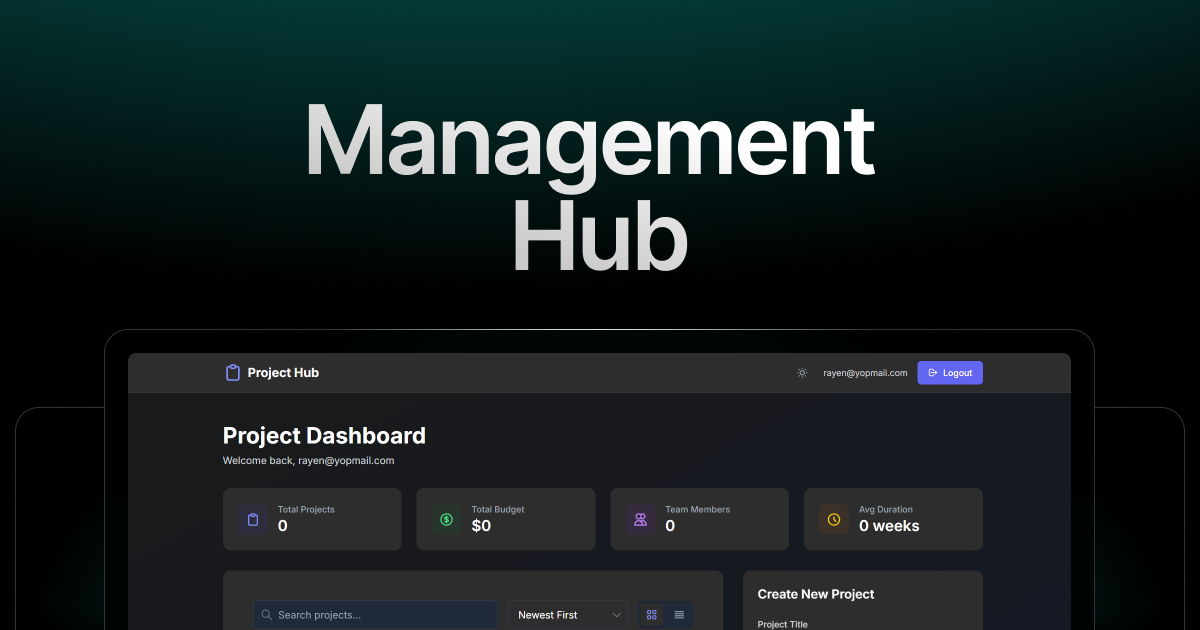 Management
Hub
Project Hub
rayen@yopmail.com
Logout
Project Dashboard
Welcome back, rayen@yopmail.com
Total Projects
0
Total Budget
$0
Team Members
0
Avg Duration
0 weeks
Search projects...
Newest First
Create New Project
Project Title